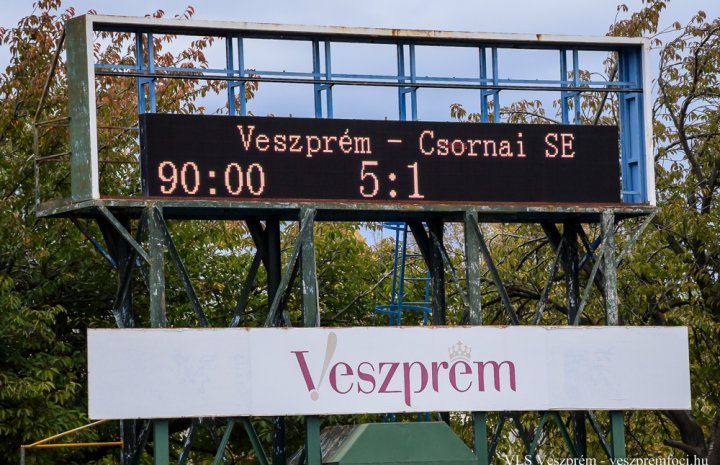 Veszprém - Csornai SE
90:00 5:1
Veszprém
VLS Veszprém - veszpremfoci.hu